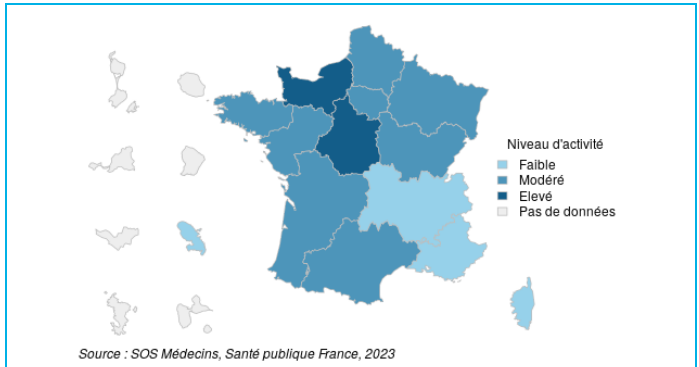 Niveau d'activité
Faible
Modéré
Elevé
Pas de données
Source : SOS Médecins, Santé publique France, 2023